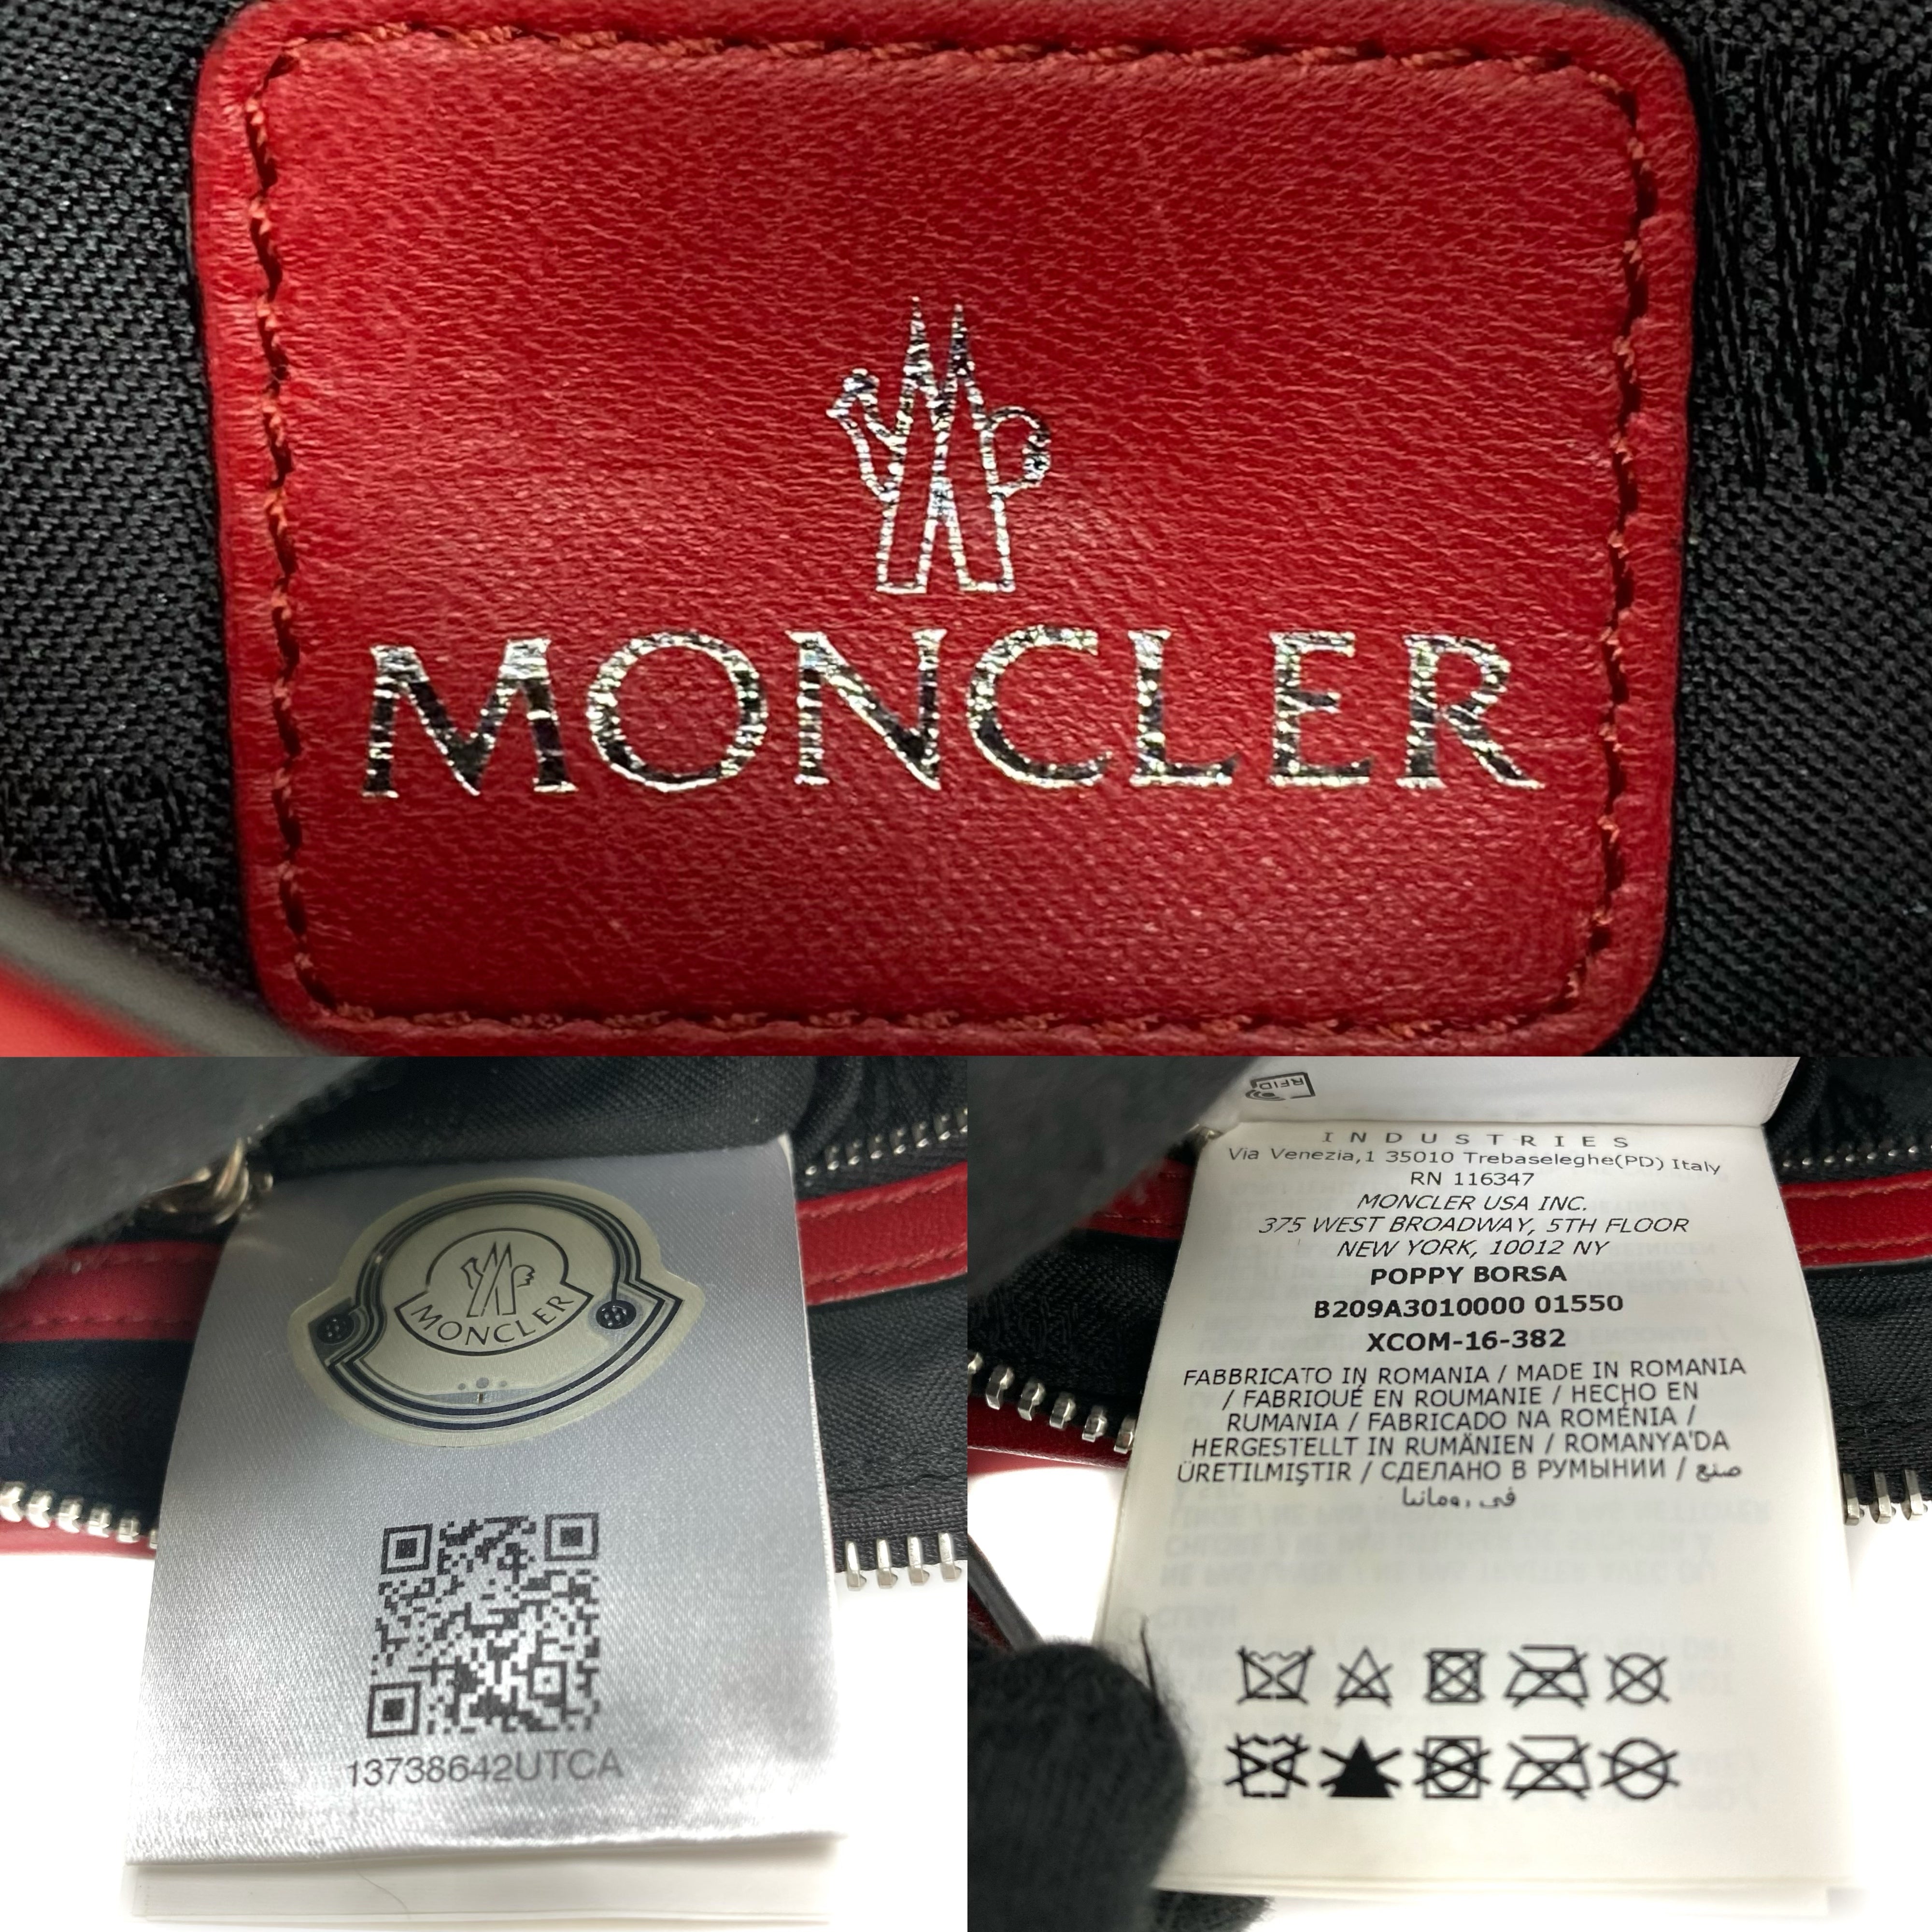 MONCLER
MONCLER
13738642UTCA
RFID
INDUSTRIES
Via Venezia,1 35010 Trebaseleghe(PD) Italy
RN 116347
MONCLER USA INC.
375 WEST BROADWAY, 5TH FLOOR
NEW YORK, 10012 NY
POPPY BORSA
B209A3010000 01550
XCOM-16-382
FABBRICATO IN ROMANIA / MADE IN ROMANIA
/ FABRIQUÉ EN ROUMANIE / HECHO EN
RUMANIA / FABRICADO NA ROMÉNIA /
HERGESTELLT IN RUMÄNIEN / ROMANYA'DA
ÜRETILMIŞTIR / СДЕЛАНО В РУМЫНИИ / صنع
في رومانيا